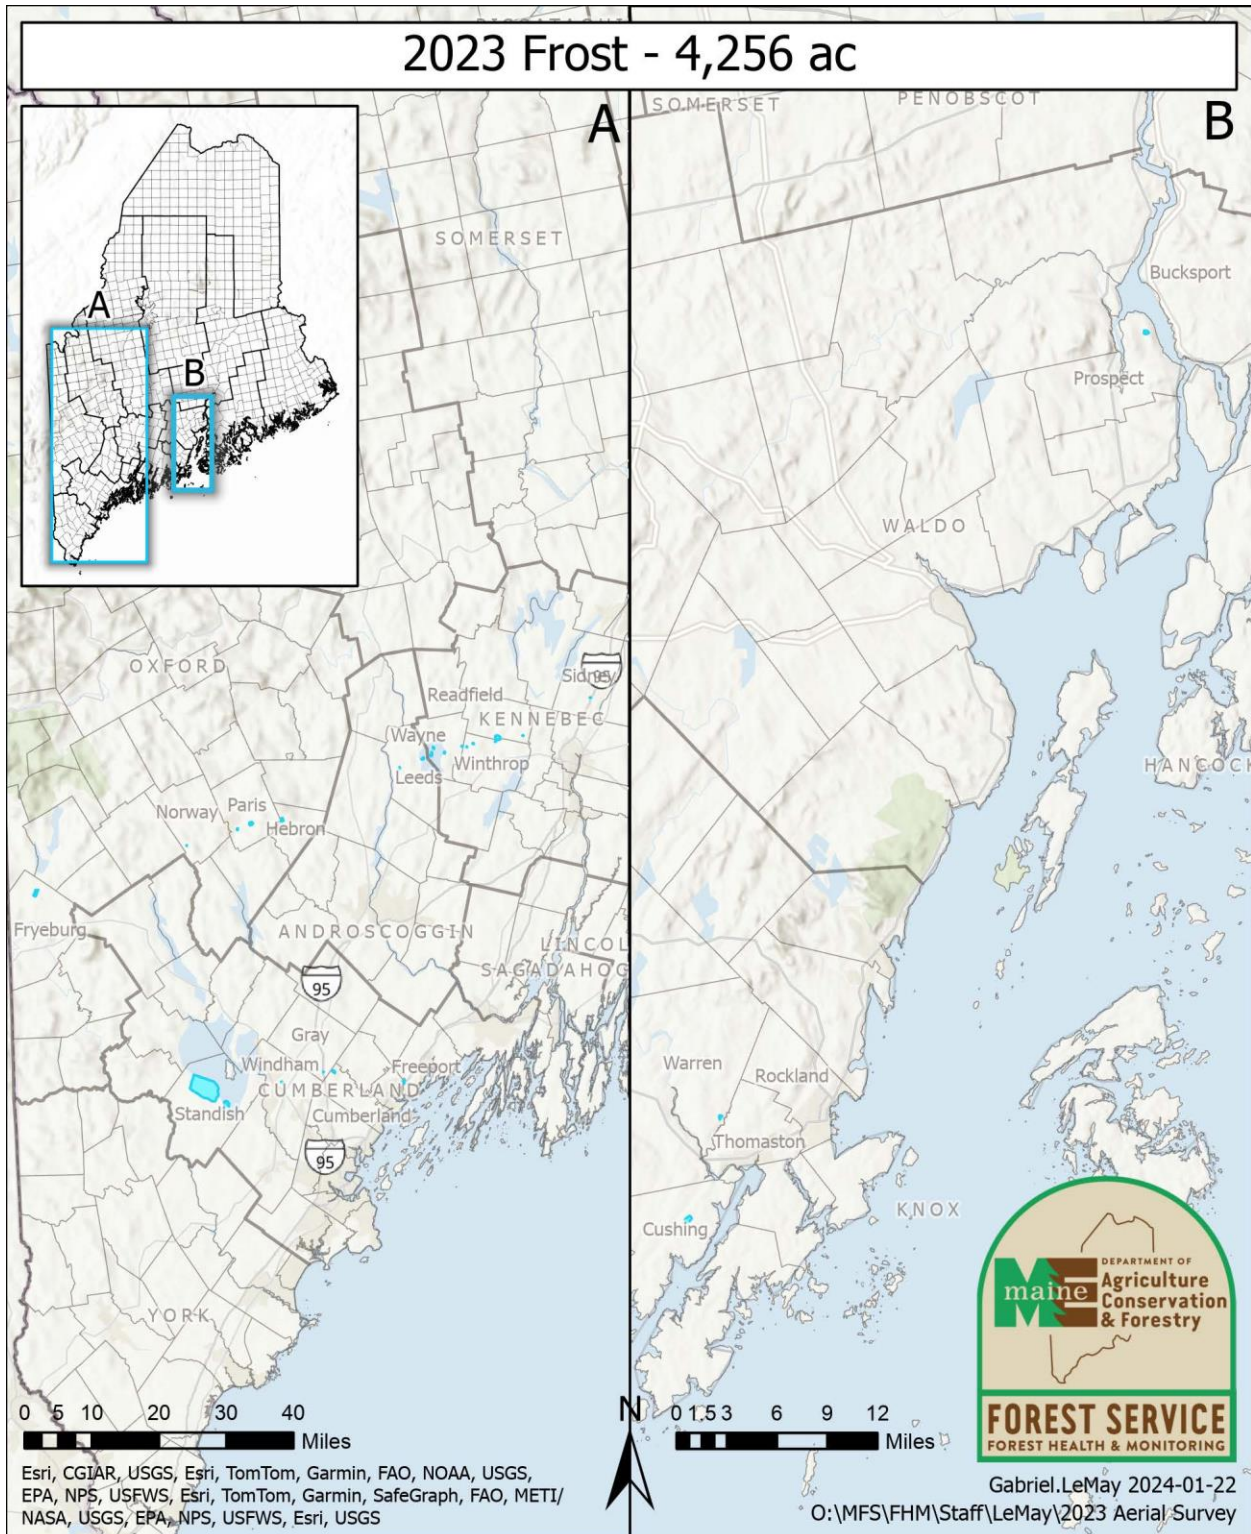 2023 Frost - 4,256 ac
A
B
A
B
SOMERSET
OXFORD
Sidney
95
Readfield
KENNEBEC
Wayne
Winthrop
Leeds
Paris
Norway
Hebron
Fryeburg
ANDROSCOGGIN
LINCOL
SAGADAHOG
95
Gray
Windham
Freeport
CUMBERLAND
Standish
Cumberland
95
YORK
SOMERSET
PENOBSCOT
Bucksport
Prospect
WALDO
HANCOCK
Warren
Rockland
Thomaston
Cushing
KNOX
0 5 10 20 30 40
Miles
N
0 1.5 3 6 9 12
Miles
maine
DEPARTMENT OF
Agriculture
Conservation
& Forestry
FOREST SERVICE
FOREST HEALTH & MONITORING
Esri, CGIAR, USGS, Esri, TomTom, Garmin, FAO, NOAA, USGS,
EPA, NPS, USFWS, Esri, TomTom, Garmin, SafeGraph, FAO, METI/
NASA, USGS, EPA, NPS, USFWS, Esri, USGS
Gabriel.LeMay 2024-01-22
O:\MFS\FHM\Staff\LeMay\2023 Aerial Survey